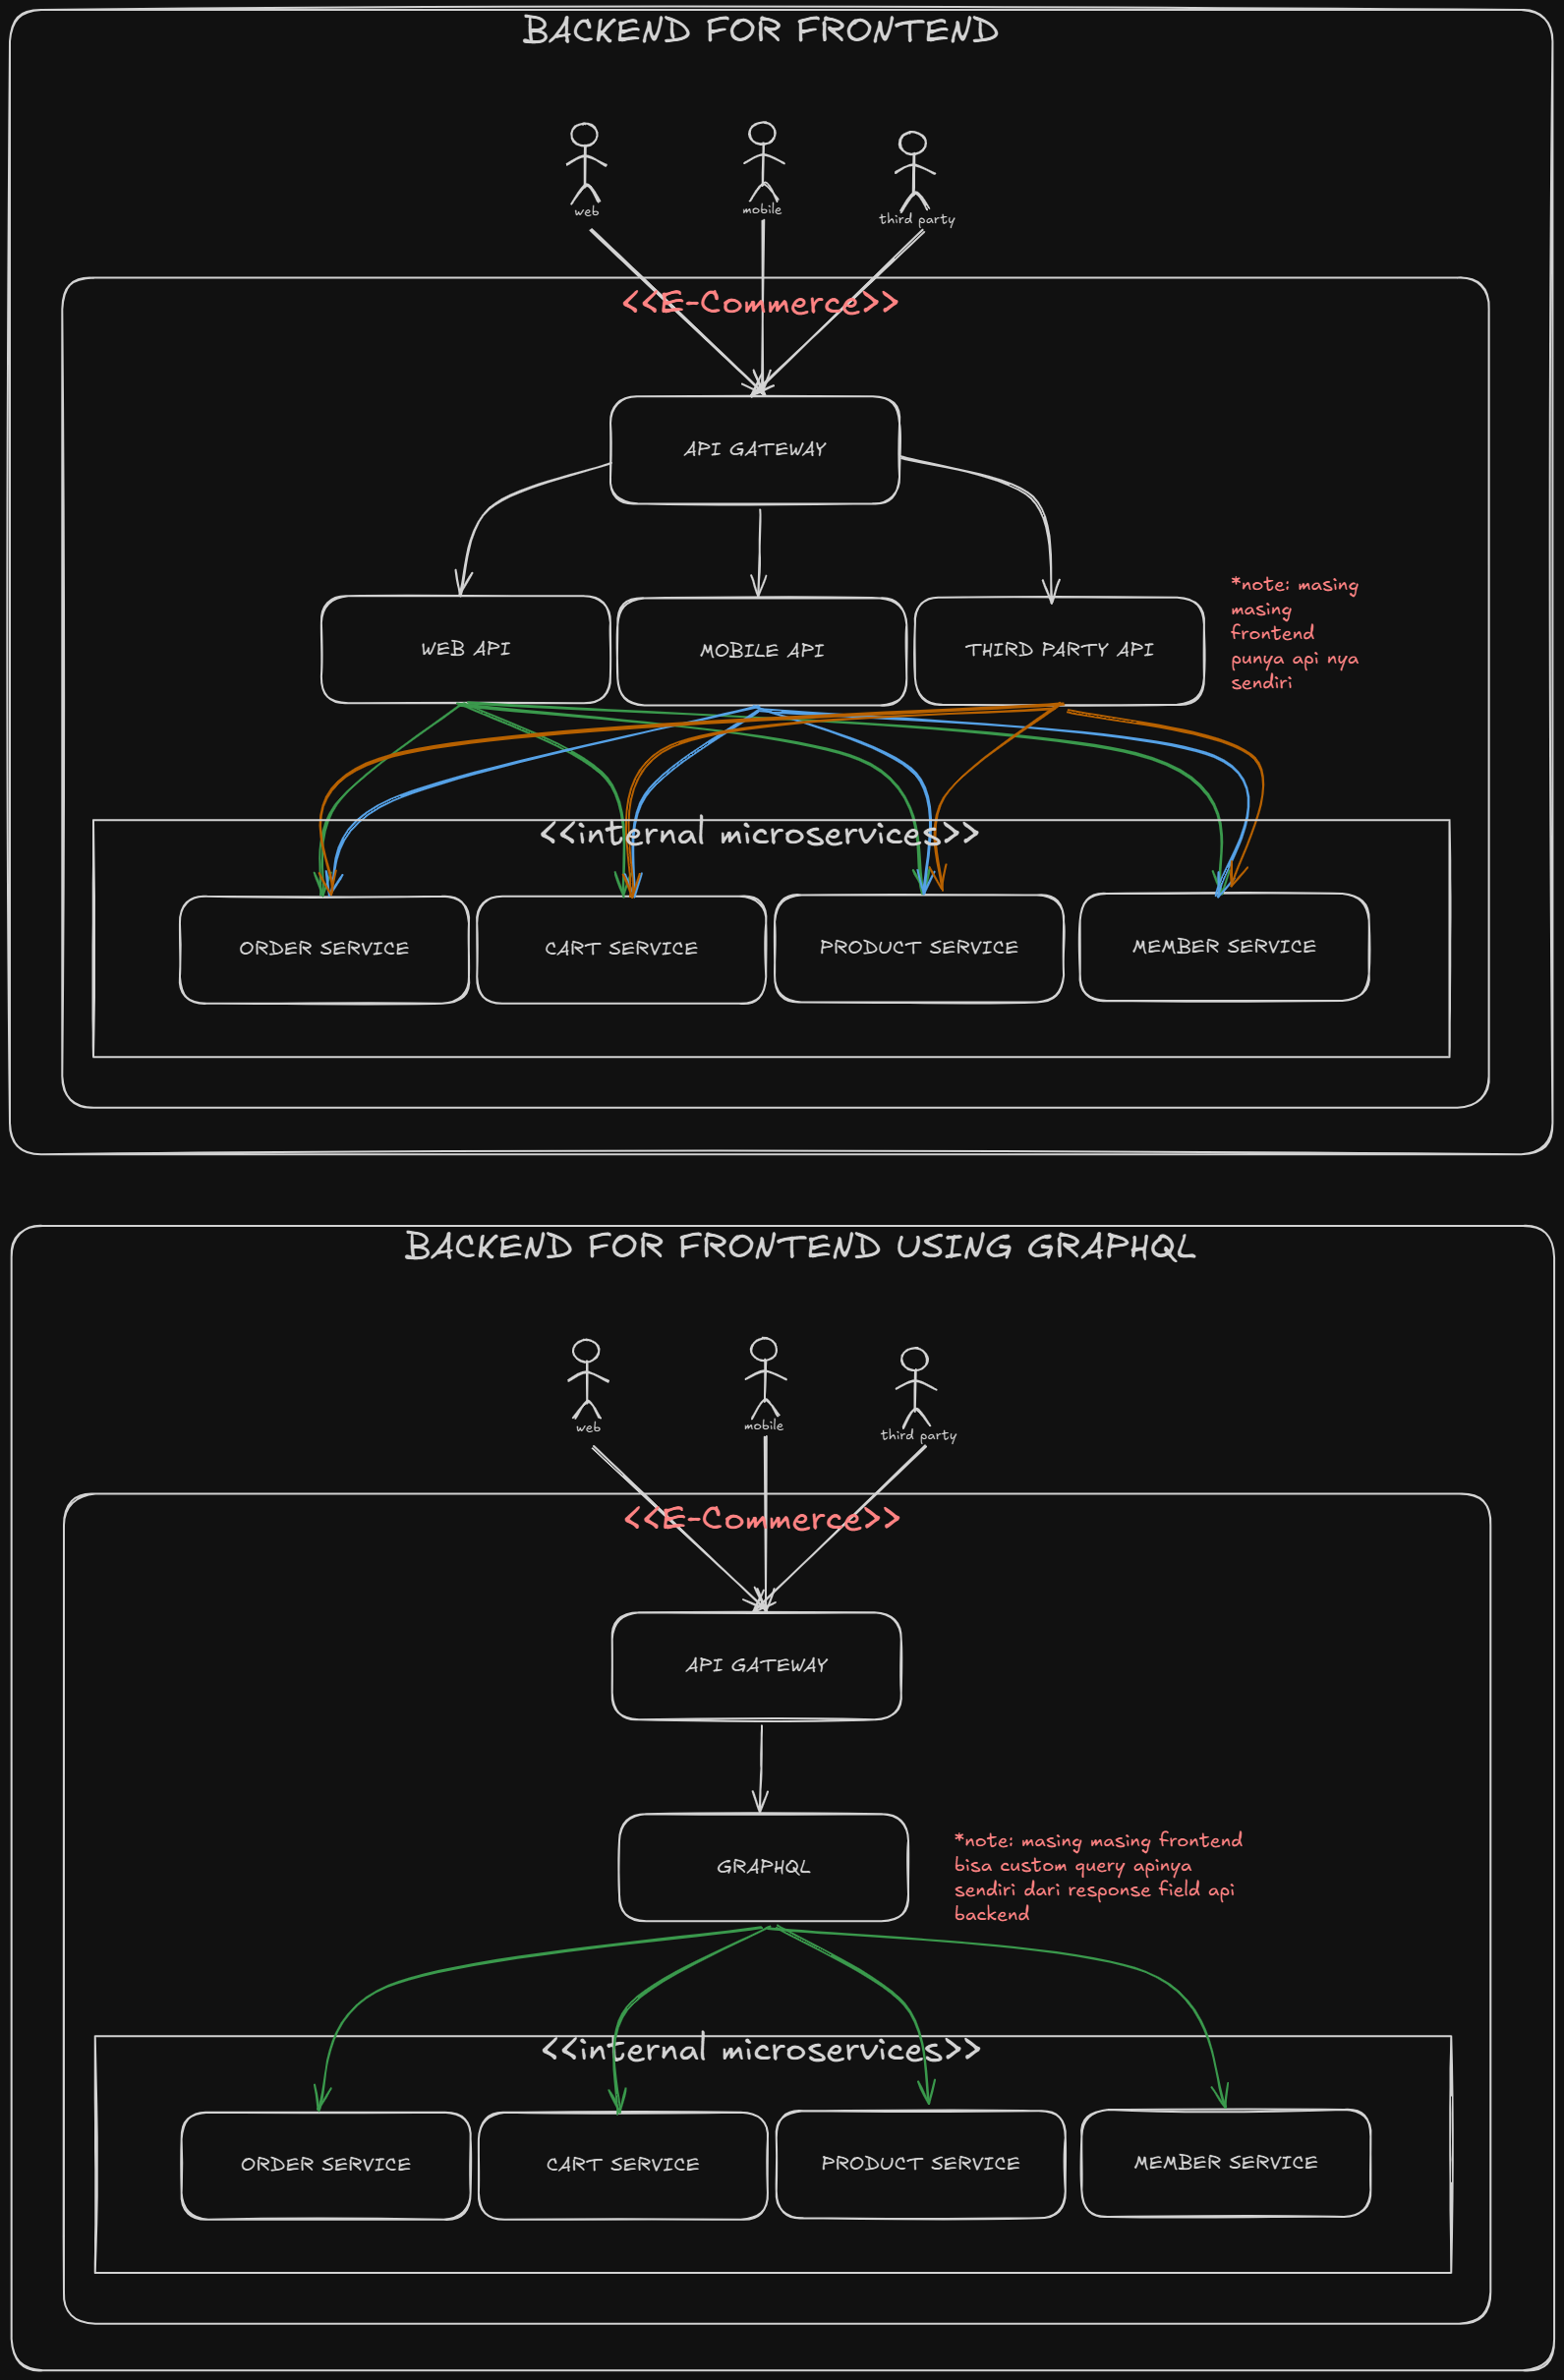 BACKEND FOR FRONTEND
web
mobile
third party
<<E-Commerce>>
API GATEWAY
WEB API
MOBILE API
THIRD PARTY API
*note: masing
masing
frontend
punya api nya
sendiri
<<internal microservices>>
ORDER SERVICE
CART SERVICE
PRODUCT SERVICE
MEMBER SERVICE
BACKEND FOR FRONTEND USING GRAPHQL
web
mobile
third party
<<E-Commerce>>
API GATEWAY
GRAPHQL
*note: masing masing frontend
bisa custom query apinya
sendiri dari response field api
backend
<<internal microservices>>
ORDER SERVICE
CART SERVICE
PRODUCT SERVICE
MEMBER SERVICE